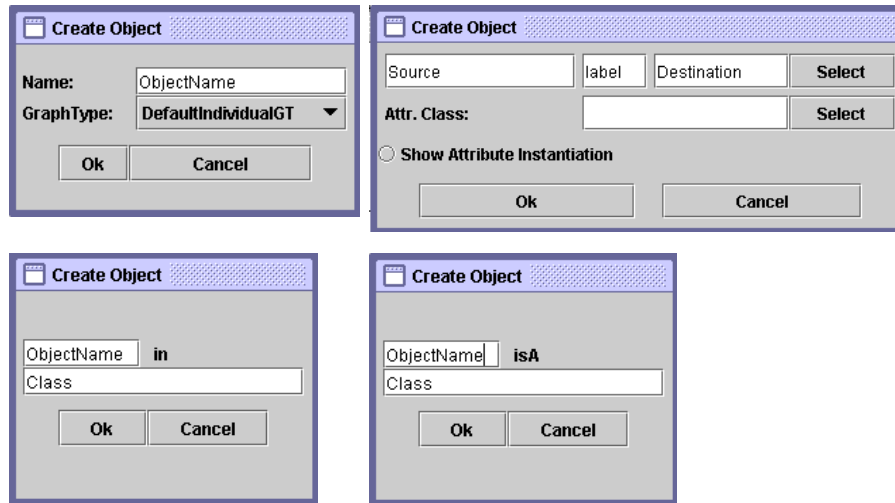 Create Object
Name: ObjectName
GraphType: DefaultIndividualGT
Ok Cancel
Create Object
Source label Destination Select
Attr. Class: Select
Show Attribute Instantiation
Ok Cancel
Create Object
ObjectName in
Class
Ok Cancel
Create Object
ObjectName isA
Class
Ok Cancel